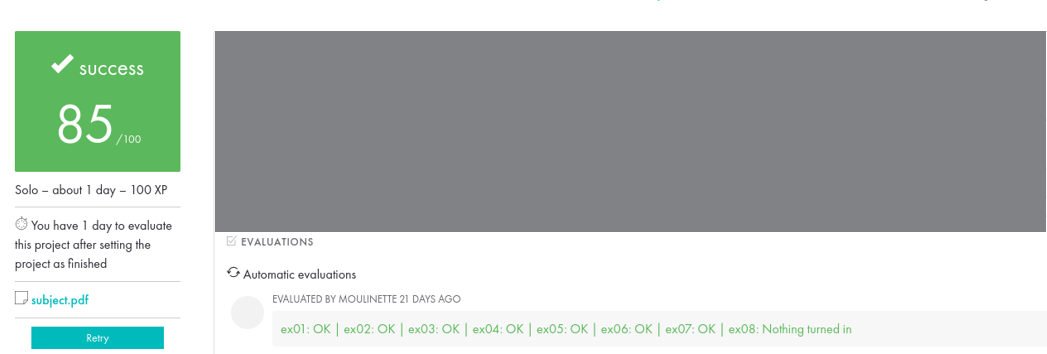 success
85 /100
Solo – about 1 day – 100 XP
You have 1 day to evaluate
this project after setting the
project as finished
subject.pdf
Retry
EVALUATIONS
Automatic evaluations
EVALUATED BY MOULINETTE 21 DAYS AGO
ex01: OK | ex02: OK | ex03: OK | ex04: OK | ex05: OK | ex06: OK | ex07: OK | ex08: Nothing turned in